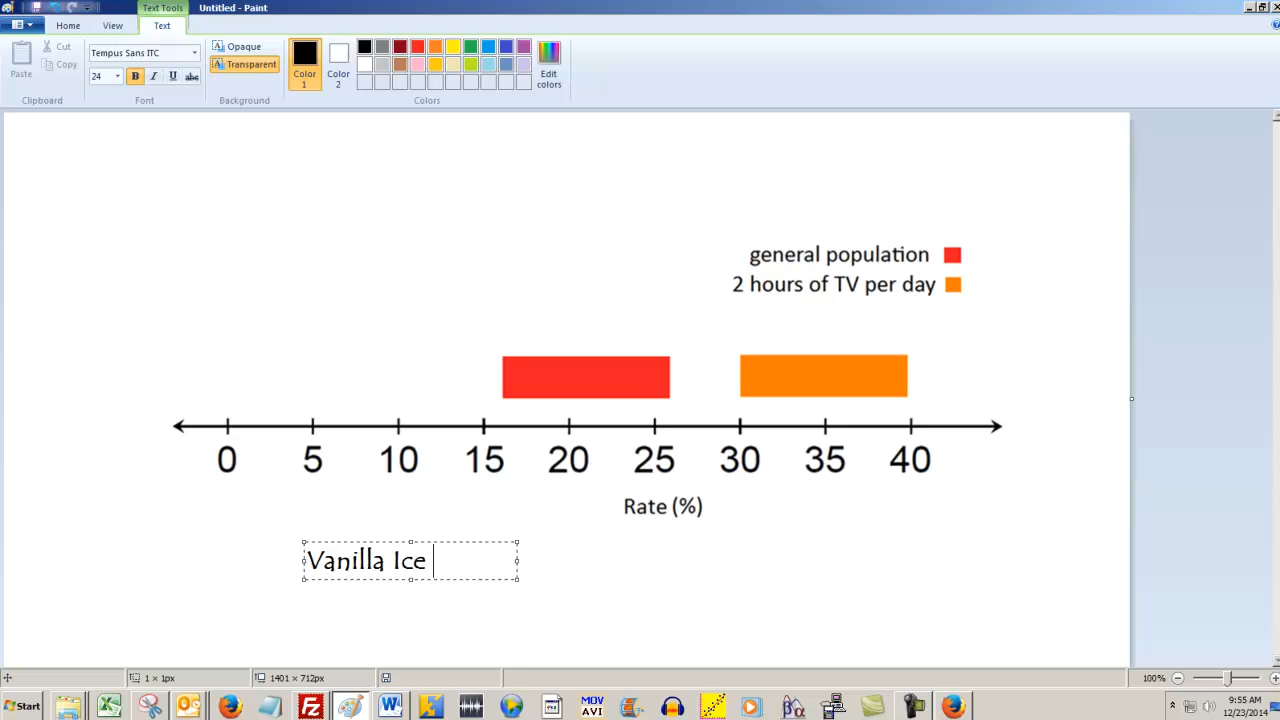 Text Tools Untitled - Paint
Home View Text
Paste Cut Copy Clipboard
Tempus Sans ITC 24 B I U abc Font
Opaque Transparent Background
Color 1 Color 2 Edit colors Colors
general population
2 hours of TV per day
0 5 10 15 20 25 30 35 40
Rate (%)
Vanilla Ice
1 × 1px 1401 × 712px 100%
Start MOV AVI 9:55 AM
12/23/2014